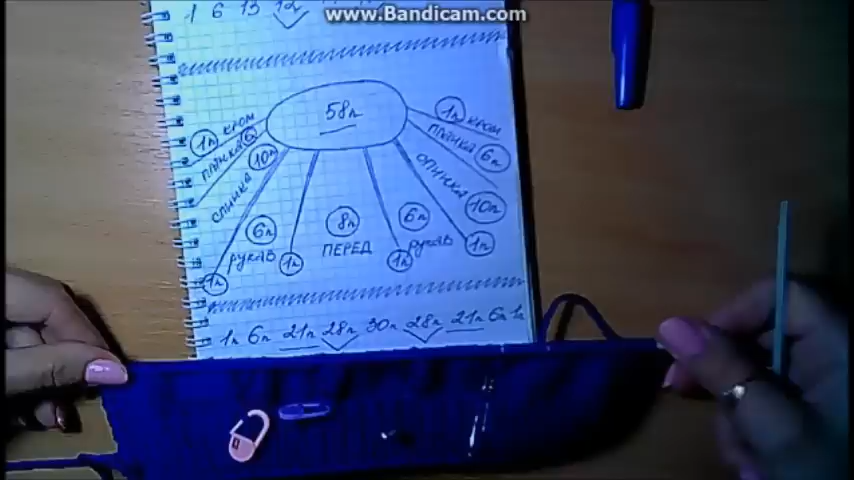 www.Bandicam.com
1 6 13 12
58п
1п кром
1п кром
планка 6п
планка 6п
спинка 10п
спинка 10п
6п рукав
8п ПЕРЕД
6п рукав
1п 1п 1п 1п
1п 6п 21п 28п 30п 28п 21п 6п 1п